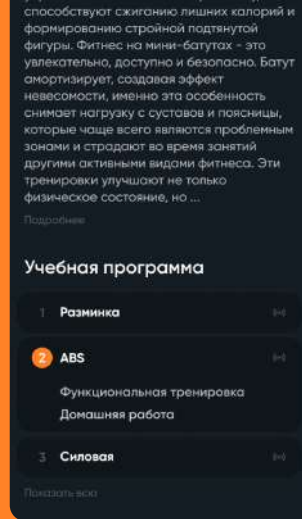 способствуют сжиганию лишних калорий и
формированию стройной подтянутой
фигуры. Фитнес на мини-батутах - это
увлекательно, доступно и безопасно. Батут
амортизирует, создавая эффект
невесомости, именно эта особенность
снимает нагрузку с суставов и поясницы,
которые чаще всего являются проблемным
зонами и страдают во время занятий
другими активными видами фитнеса. Эти
тренировки улучшают не только
физическое состояние, но ...
Подробнее
Учебная программа
1 Разминка
2 ABS
Функциональная тренировка
Домашняя работа
3 Силовая
Показать всю